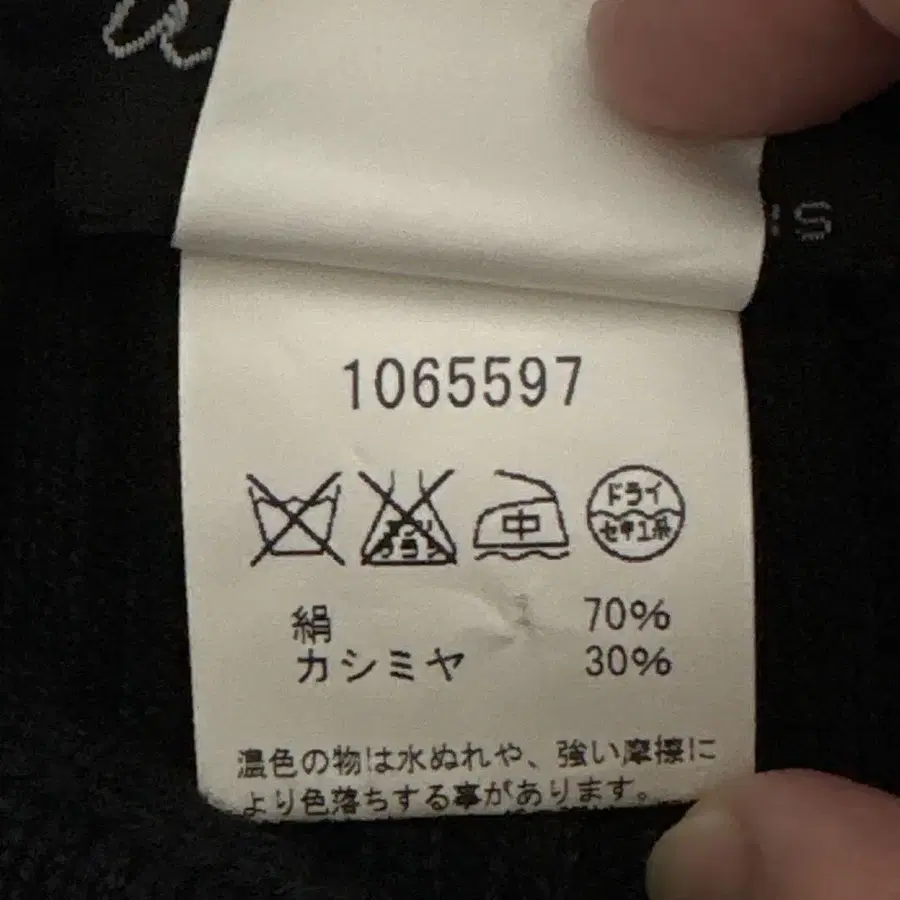 1065597
中
ドライ
セキユ系
絹 70%
カシミヤ 30%
濃色の物は水ぬれや、強い摩擦に
より色落ちする事があります。